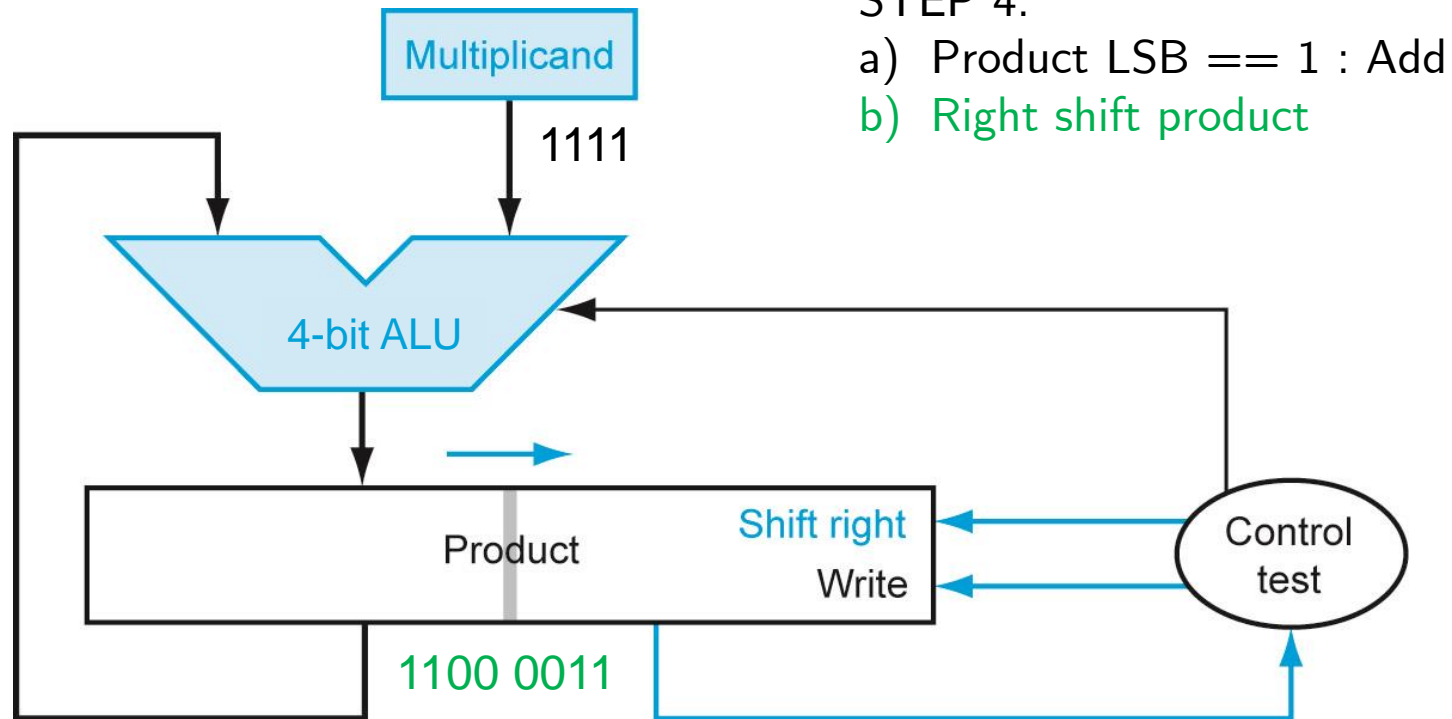 STEP 4:
a) Product LSB == 1 : Add
b) Right shift product
Multiplicand
1111
4-bit ALU
Product
Shift right
Write
Control
test
1100 0011